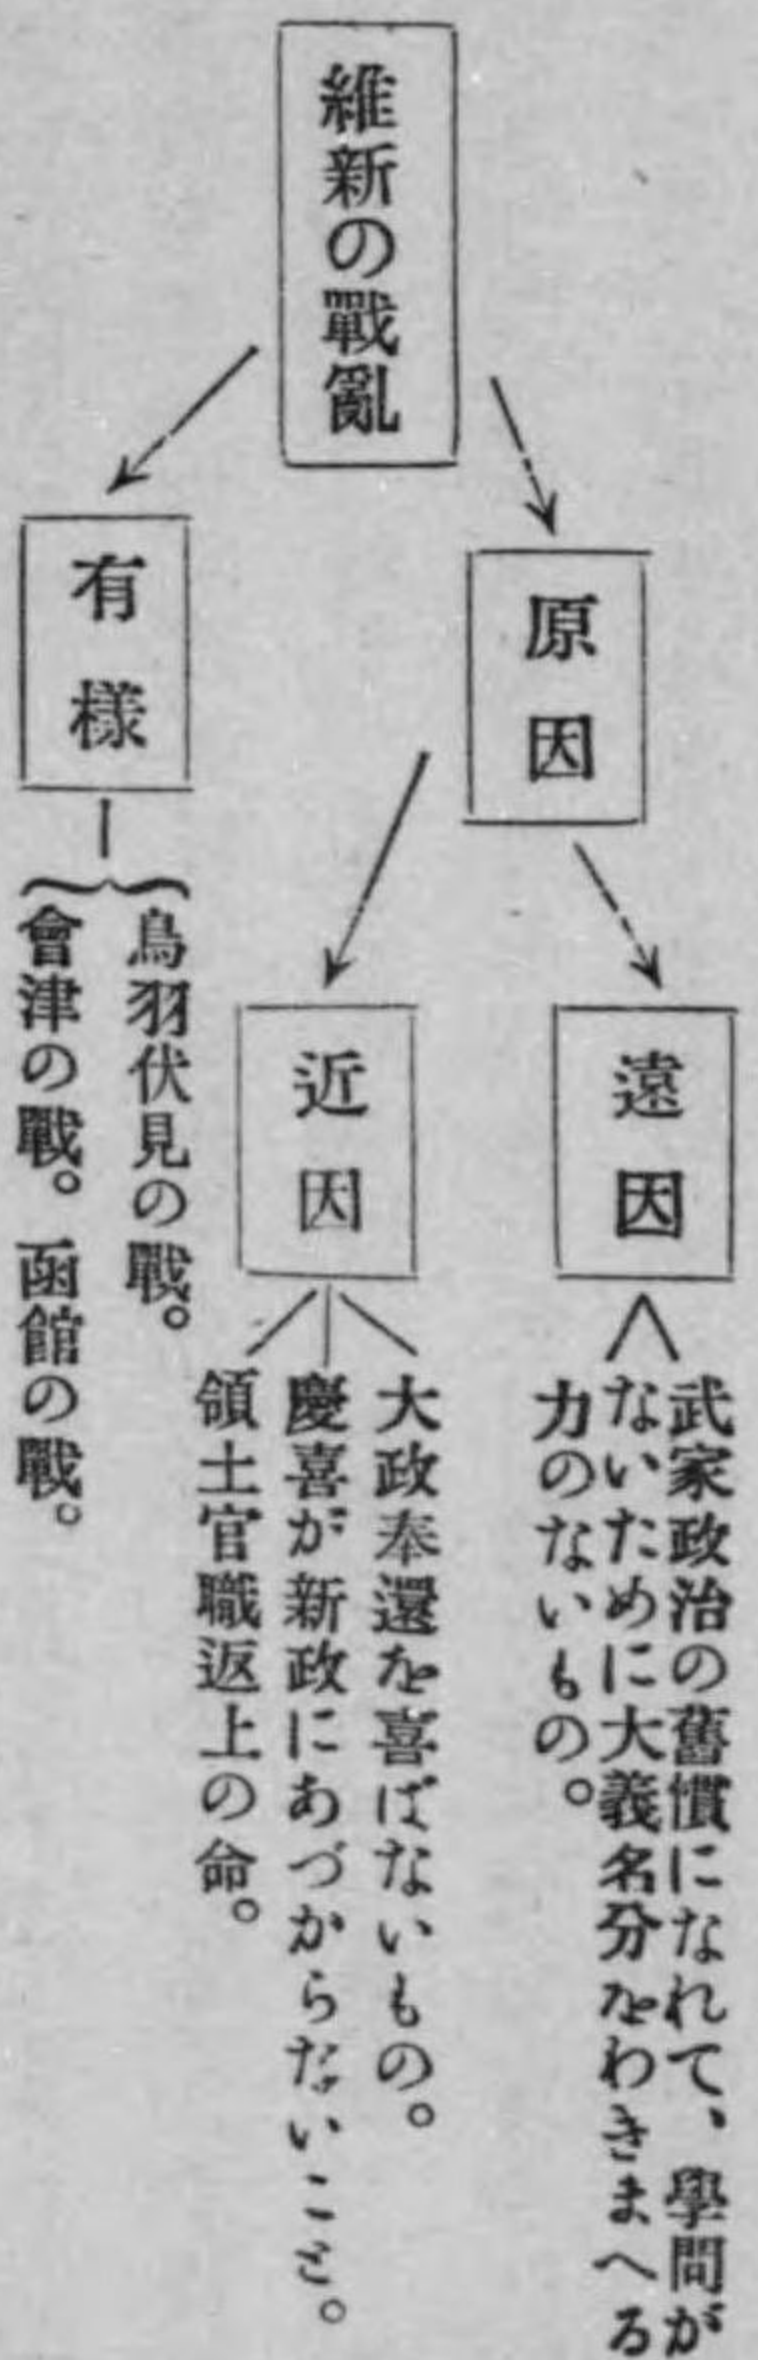 維新の戰亂
原因
遠因
武家政治の舊慣になれて、學問が
ないために大義名分をわきまへる
力のないもの。
近因
大政奉還を喜ばないもの。
慶喜が新政にあづからないこと。
領土官職返上の命。
有樣
鳥羽伏見の戰。
會津の戰。函館の戰。